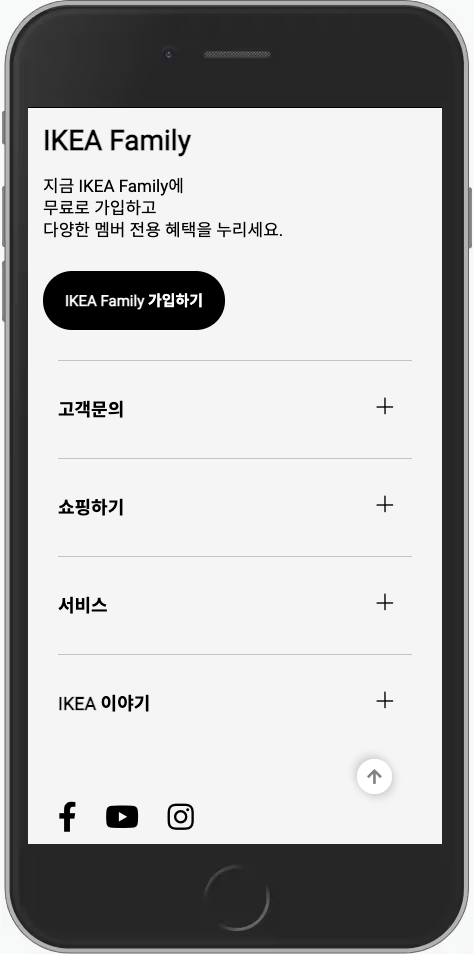 IKEA Family
지금 IKEA Family에
무료로 가입하고
다양한 멤버 전용 혜택을 누리세요.
IKEA Family 가입하기
고객문의
쇼핑하기
서비스
IKEA 이야기